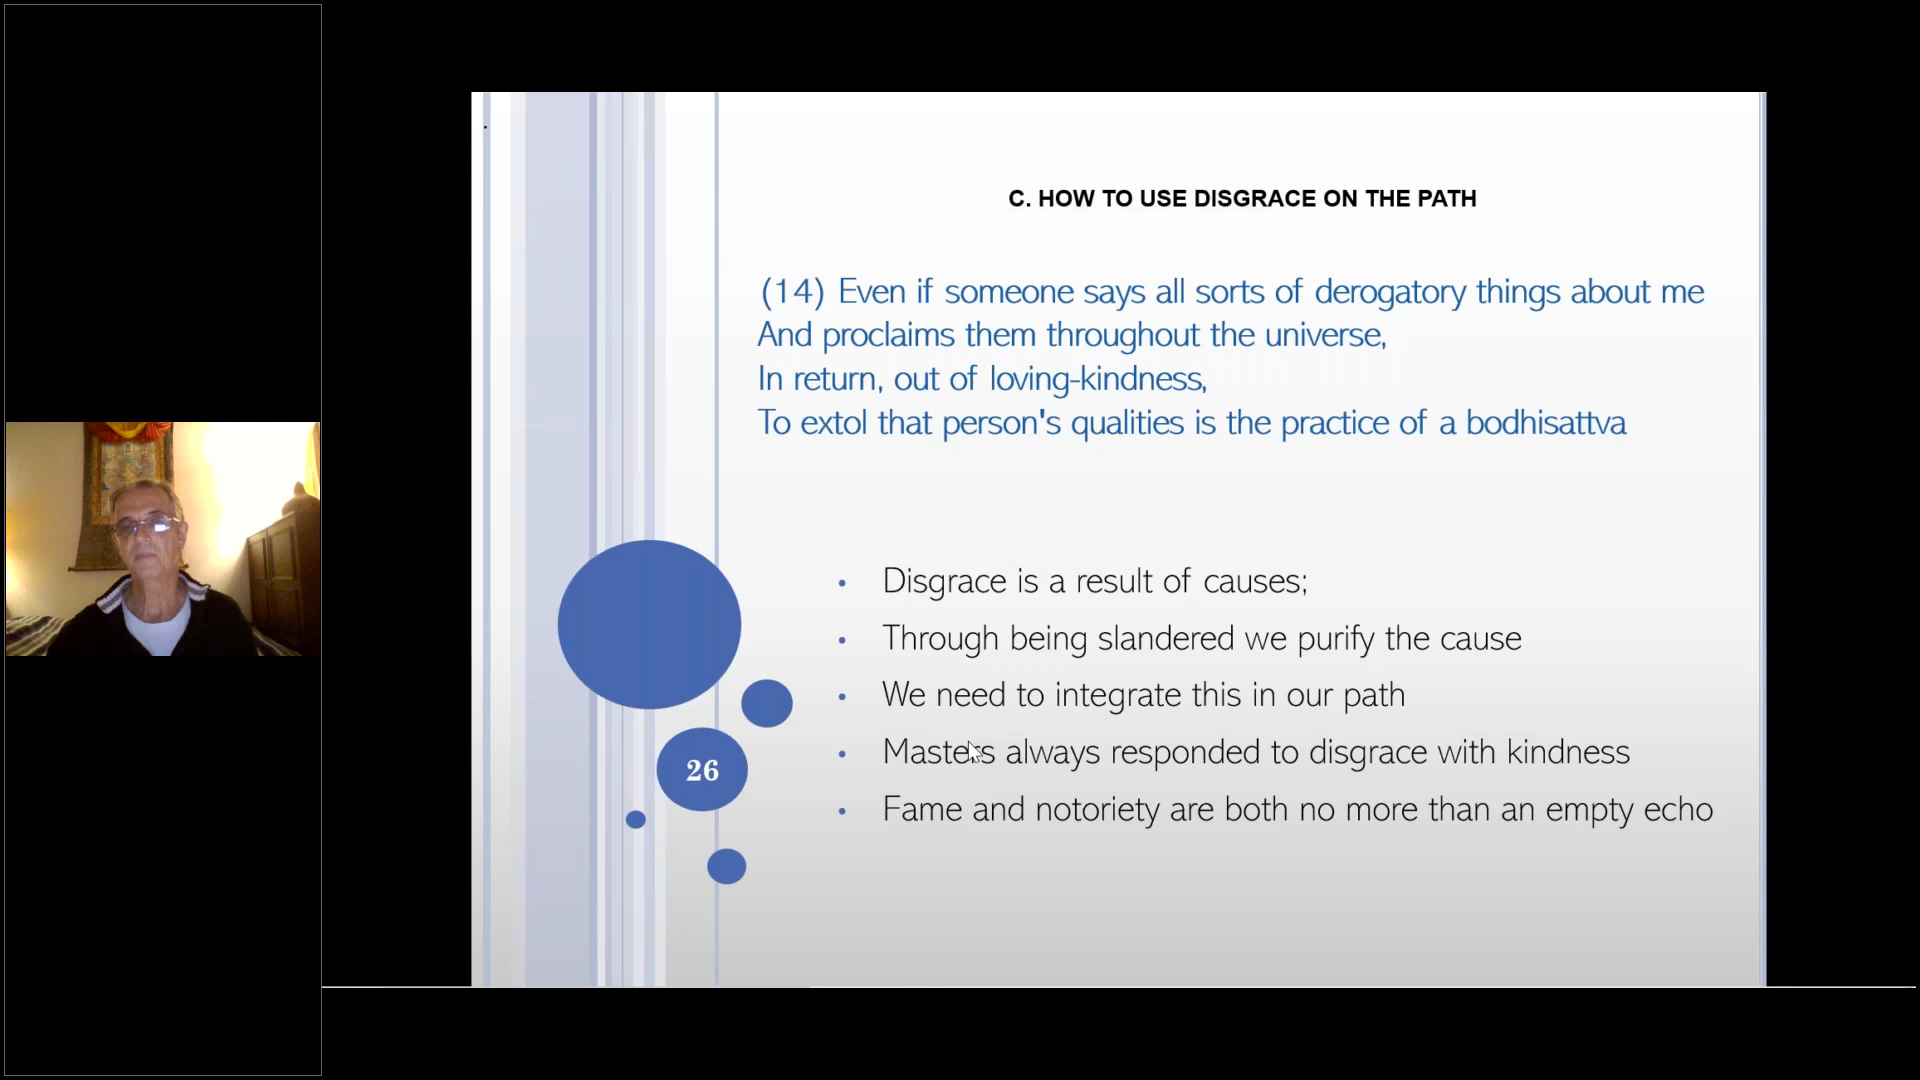 C. HOW TO USE DISGRACE ON THE PATH
(14) Even if someone says all sorts of derogatory things about me
And proclaims them throughout the universe,
In return, out of loving-kindness,
To extol that person's qualities is the practice of a bodhisattva
• Disgrace is a result of causes;
• Through being slandered we purify the cause
• We need to integrate this in our path
• Masters always responded to disgrace with kindness
• Fame and notoriety are both no more than an empty echo
26